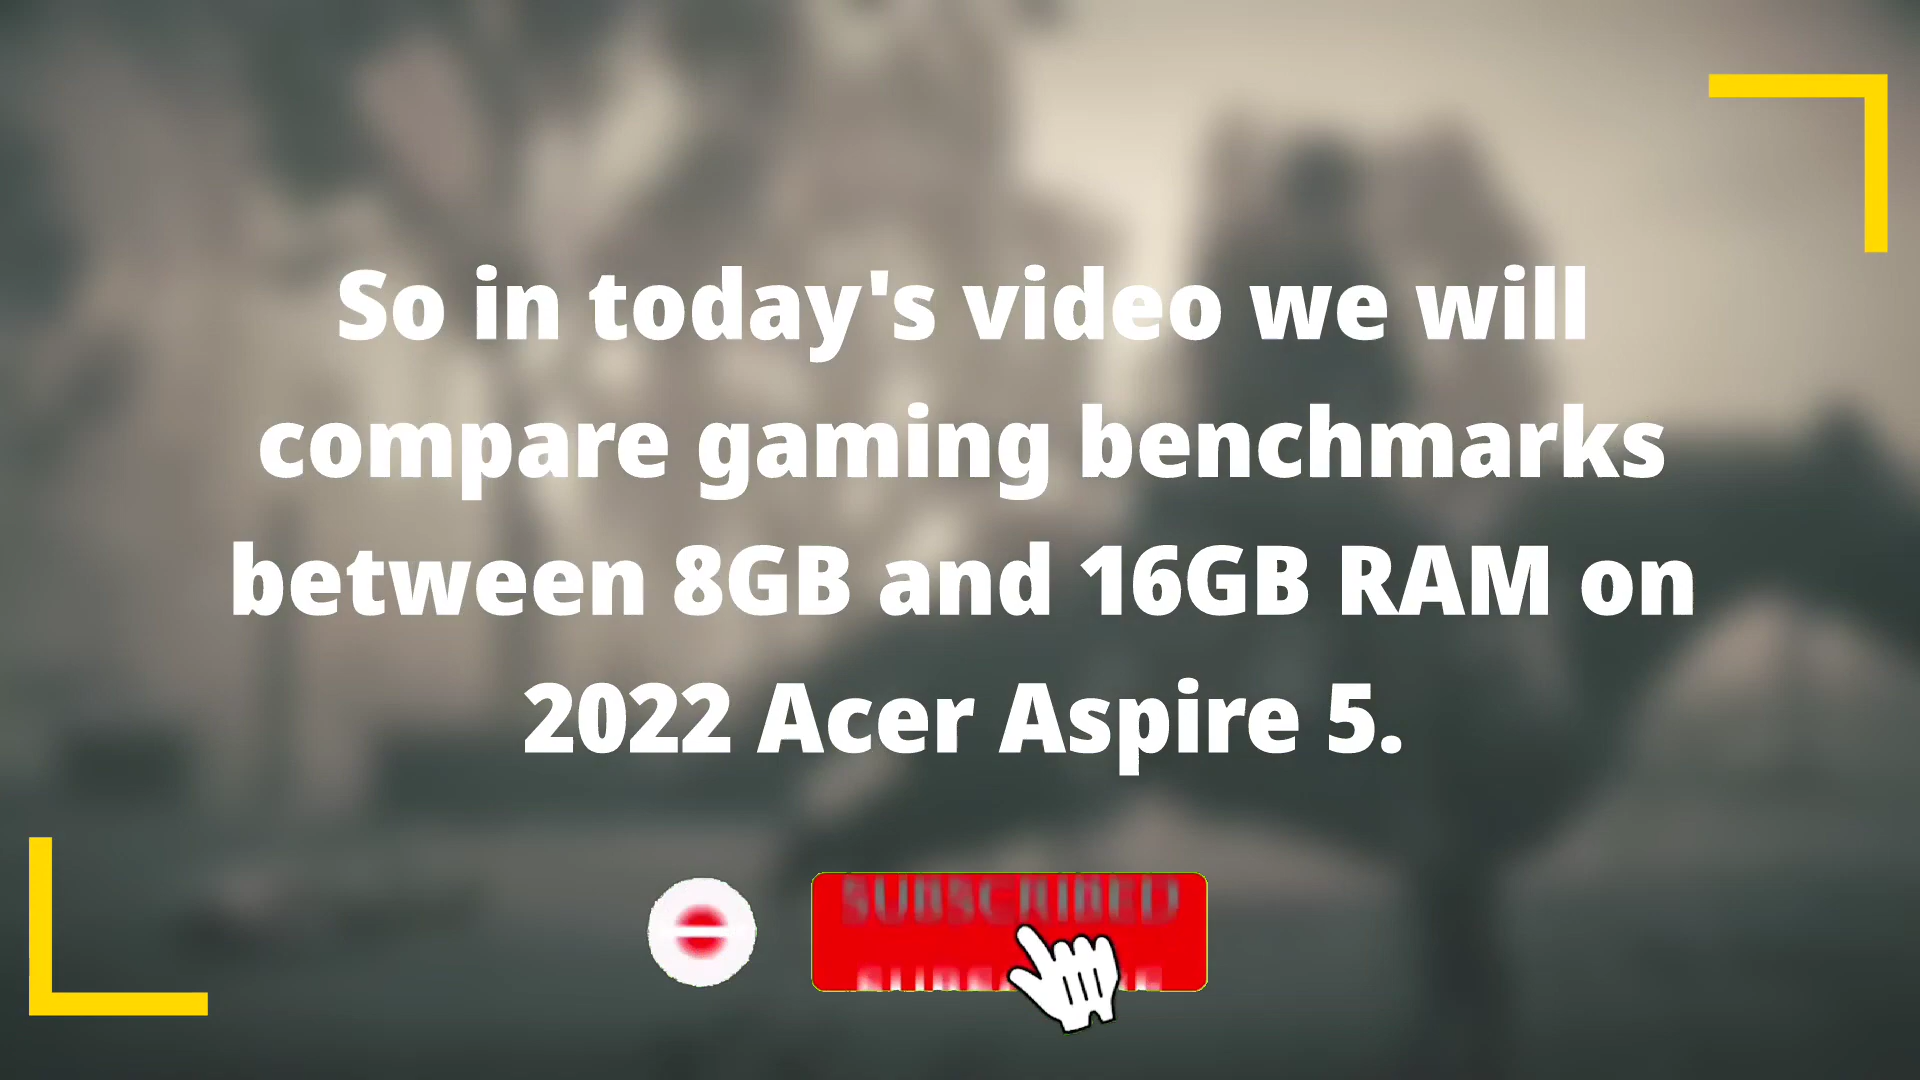 So in today's video we will
compare gaming benchmarks
between 8GB and 16GB RAM on
2022 Acer Aspire 5.
SUBSCRIBED